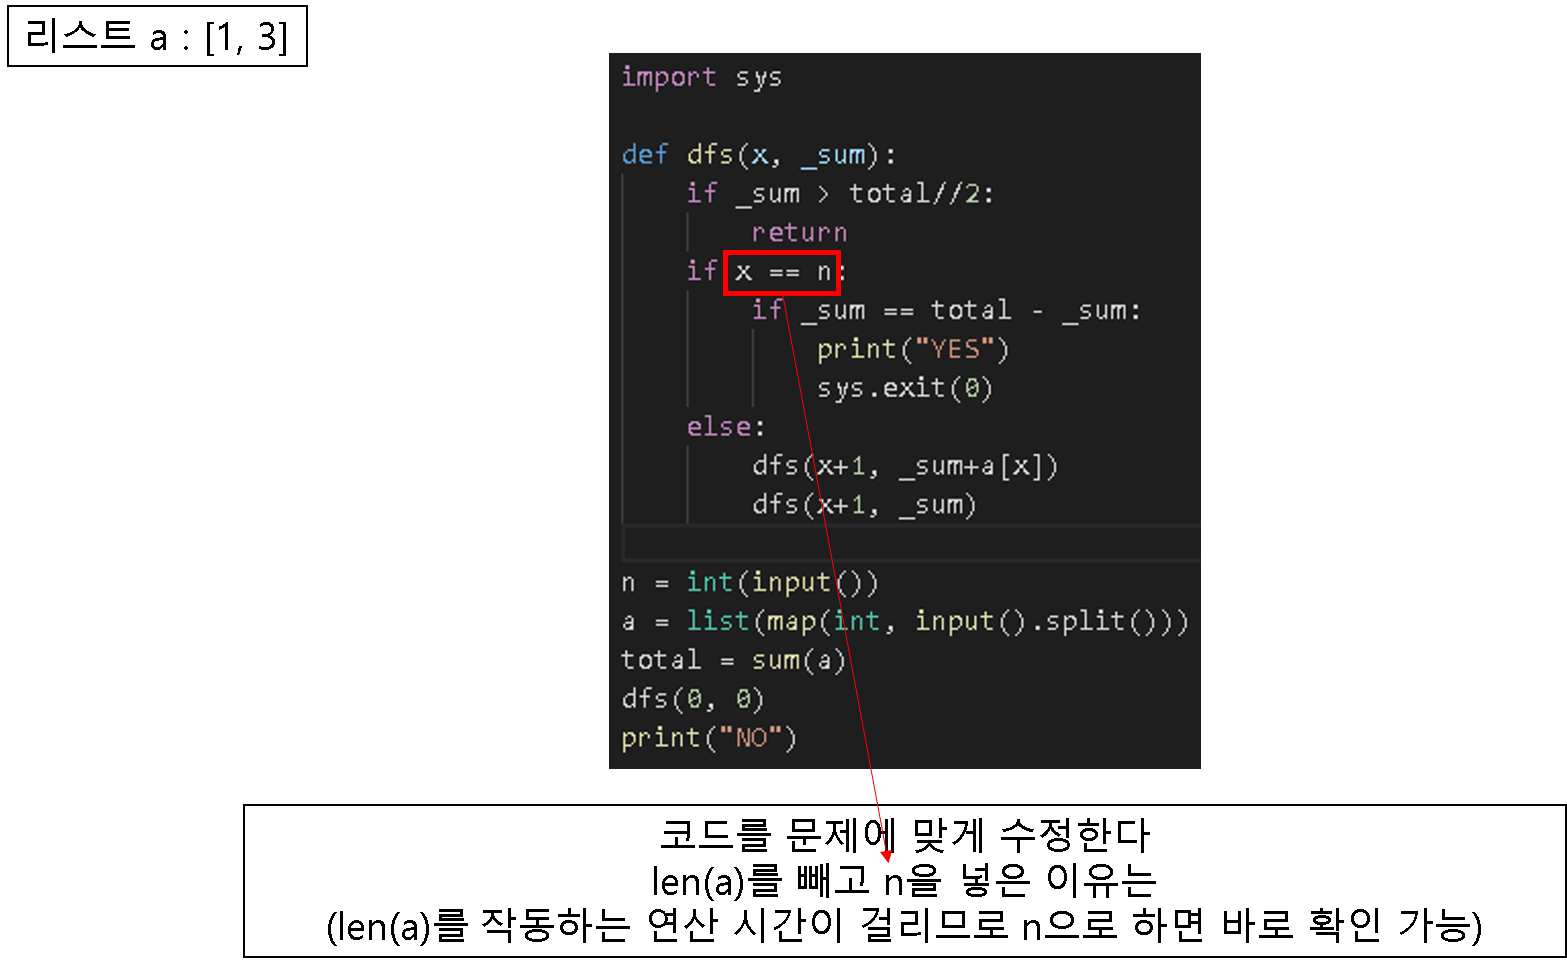 리스트 a : [1, 3]
import sys
def dfs(x, _sum):
    if _sum > total//2:
        return
    if x == n:
        if _sum == total - _sum:
            print("YES")
            sys.exit(0)
    else:
        dfs(x+1, _sum+a[x])
        dfs(x+1, _sum)
n = int(input())
a = list(map(int, input().split()))
total = sum(a)
dfs(0, 0)
print("NO")
코드를 문제에 맞게 수정한다
len(a)를 빼고 n을 넣은 이유는
(len(a)를 작동하는 연산 시간이 걸리므로 n으로 하면 바로 확인 가능)